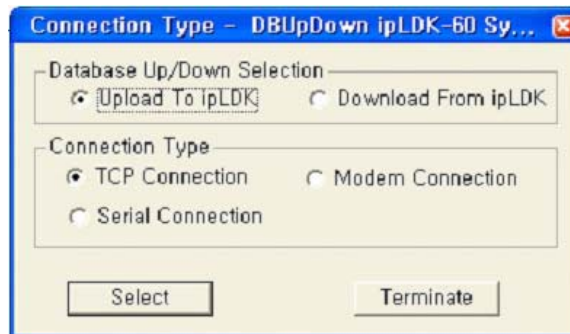 Connection Type - DBUpDown ipLDK-60 Sy...
Database Up/Down Selection
Upload To ipLDK
Download From ipLDK
Connection Type
TCP Connection
Modem Connection
Serial Connection
Select
Terminate